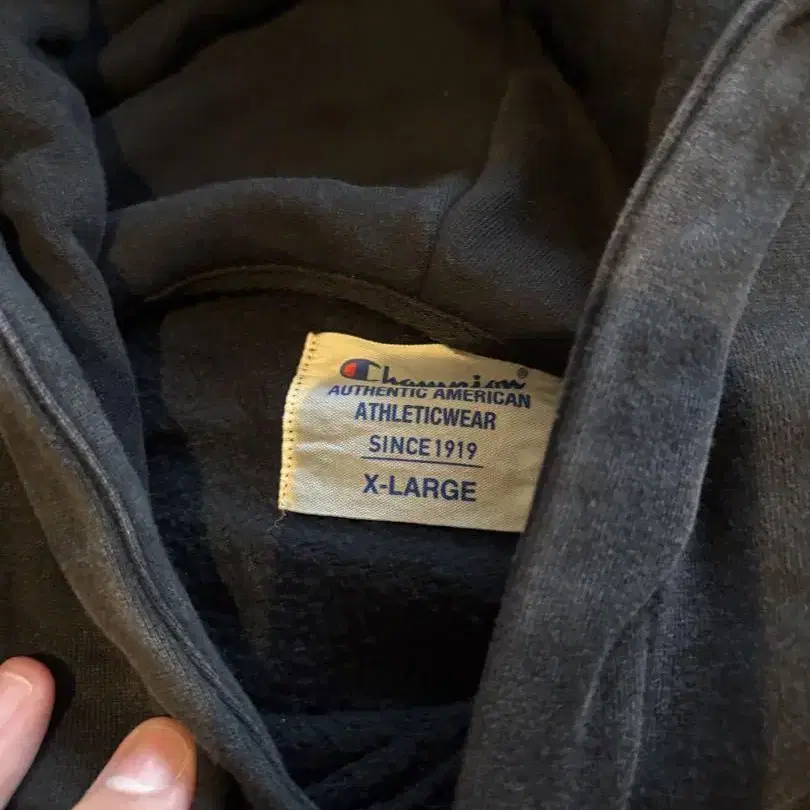 Champion®
AUTHENTIC AMERICAN
ATHLETICWEAR
SINCE 1919
X-LARGE